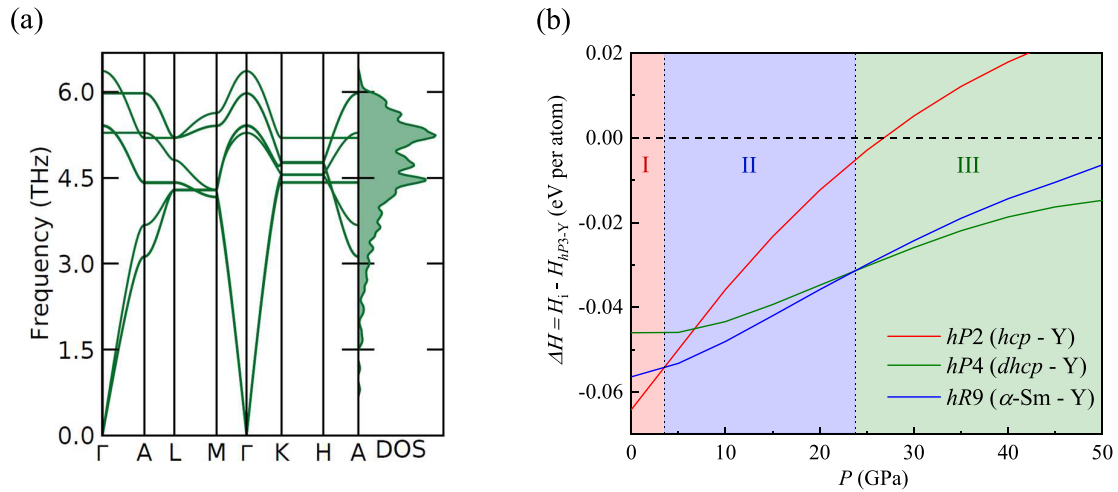 (a)
Frequency (THz)
6.0
4.5
3.0
1.5
0.0
Γ A L M Γ K H A DOS
(b)
ΔH = Hi - HhP3-Y (eV per atom)
0.02
0.00
-0.02
-0.04
-0.06
I II III
hP2 (hcp - Y)
hP4 (dhcp - Y)
hR9 (α-Sm - Y)
0 10 20 30 40 50
P (GPa)